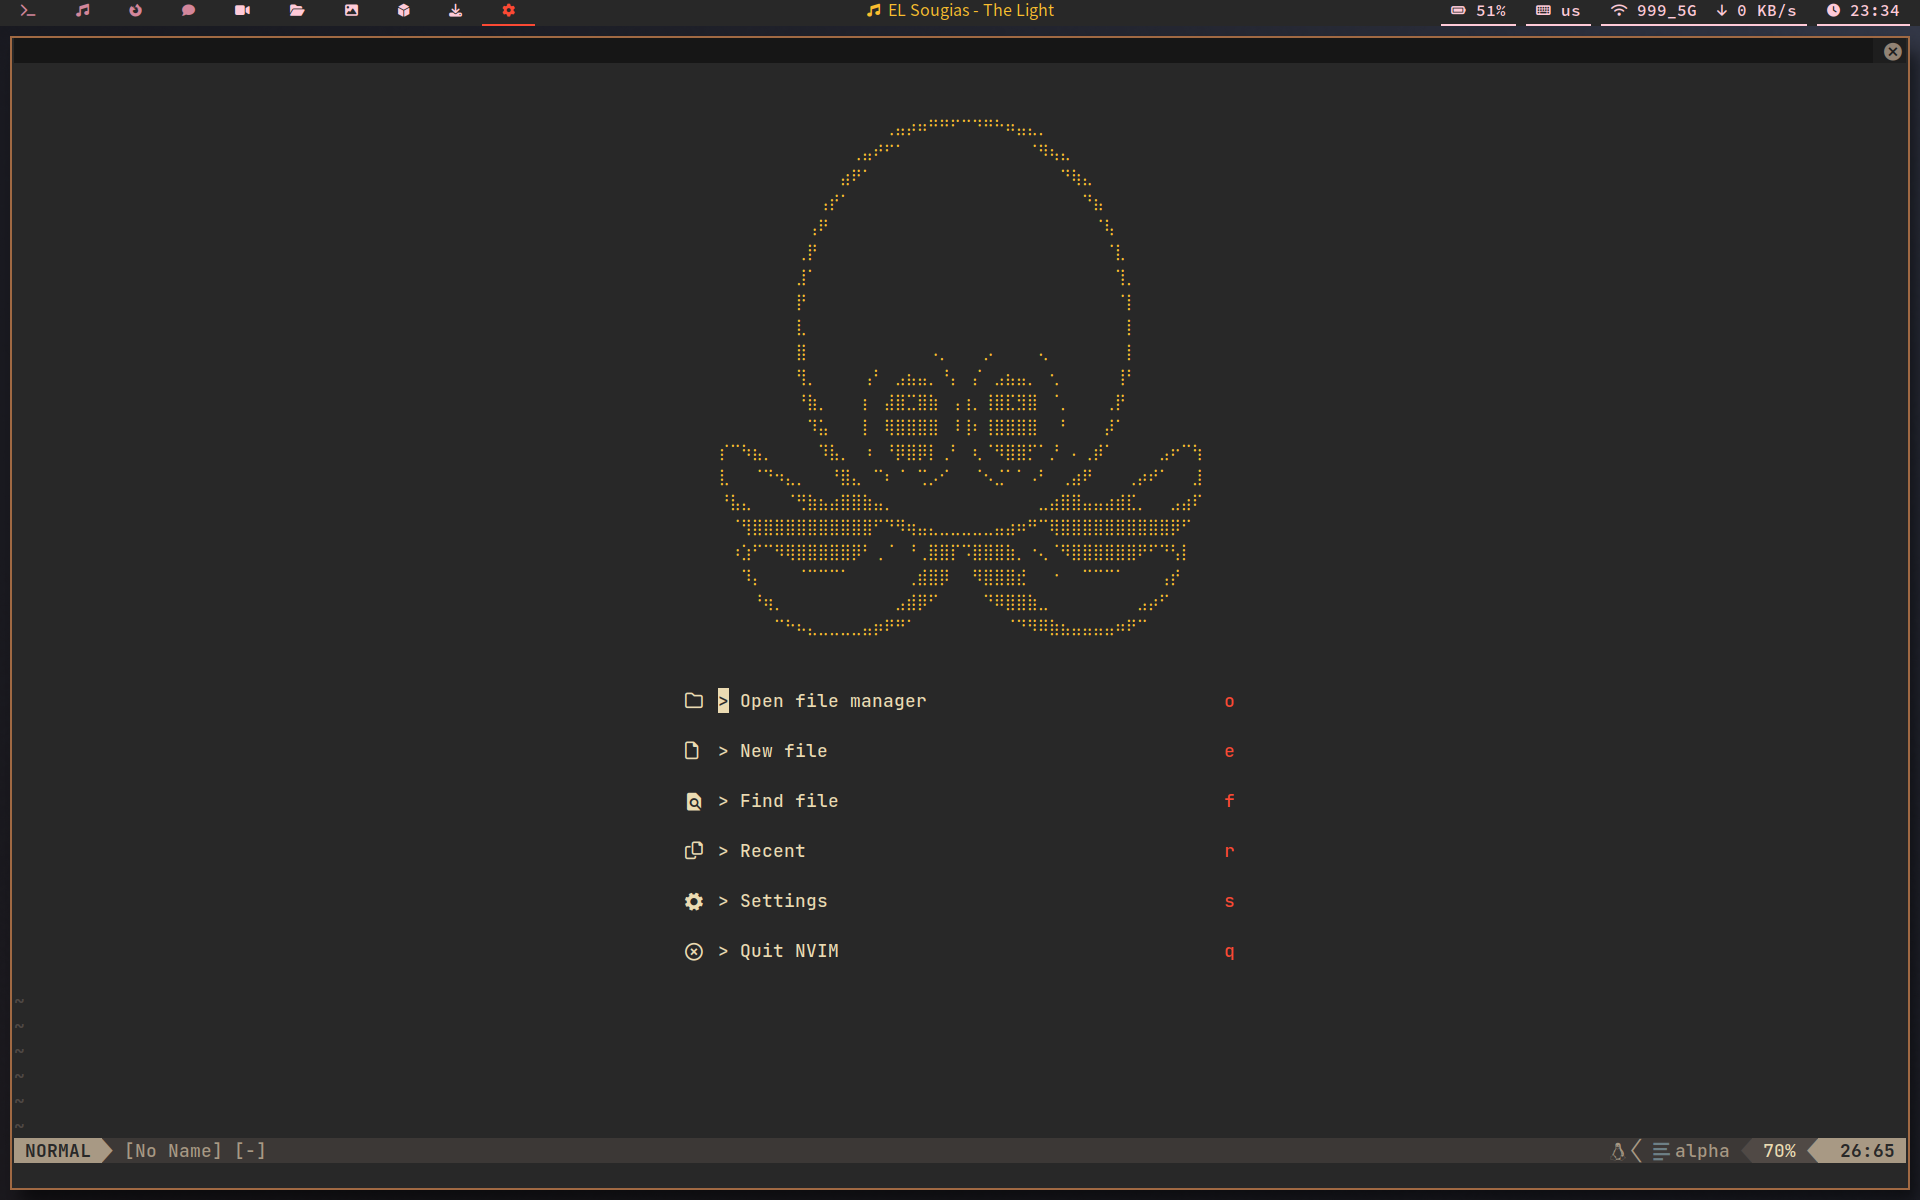 EL Sougias - The Light
51%
us
999_5G
0 KB/s
23:34
> Open file manager o
> New file e
> Find file f
> Recent r
> Settings s
> Quit NVIM q
~
~
~
~
~
~
NORMAL [No Name] [-] alpha 70% 26:65